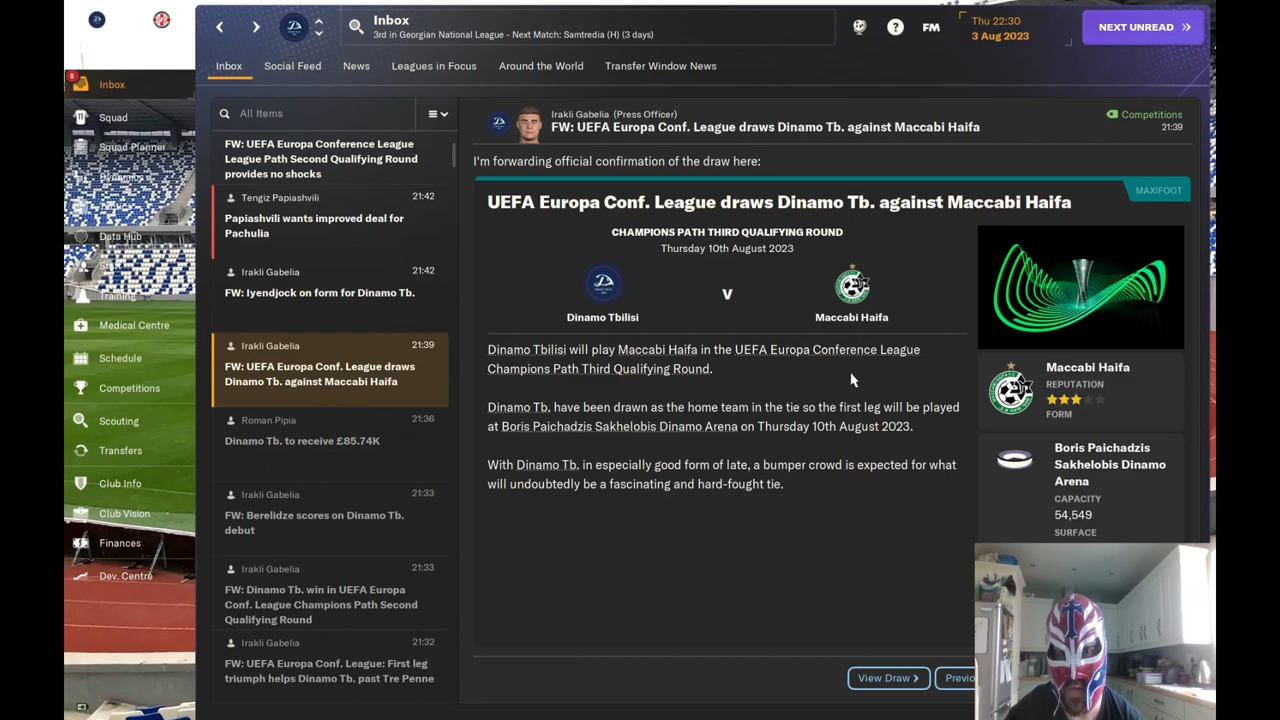 Inbox
3rd in Georgian National League - Next Match: Samtredia (H) (3 days)
?
FM
Thu 22:30
3 Aug 2023
NEXT UNREAD
Inbox
Social Feed
News
Leagues in Focus
Around the World
Transfer Window News
5
Inbox
Squad
Squad Planner
Data Hub
Training
Medical Centre
Schedule
Competitions
Scouting
Transfers
Club Info
Club Vision
Finances
Dev. Centre
All Items
FW: UEFA Europa Conference League
League Path Second Qualifying Round
provides no shocks
Tengiz Papiashvili
21:42
Papiashvili wants improved deal for
Pachulia
Irakli Gabelia
21:42
FW: Iyendjock on form for Dinamo Tb.
Irakli Gabelia
21:39
FW: UEFA Europa Conf. League draws
Dinamo Tb. against Maccabi Haifa
Roman Pipia
21:36
Dinamo Tb. to receive £85.74K
Irakli Gabelia
21:33
FW: Berelidze scores on Dinamo Tb.
debut
Irakli Gabelia
21:33
FW: Dinamo Tb. win in UEFA Europa
Conf. League Champions Path Second
Qualifying Round
Irakli Gabelia
21:32
FW: UEFA Europa Conf. League: First leg
triumph helps Dinamo Tb. past Tre Penne
Irakli Gabelia (Press Officer)
FW: UEFA Europa Conf. League draws Dinamo Tb. against Maccabi Haifa
Competitions
21:39
I'm forwarding official confirmation of the draw here:
MAXIFOOT
UEFA Europa Conf. League draws Dinamo Tb. against Maccabi Haifa
CHAMPIONS PATH THIRD QUALIFYING ROUND
Thursday 10th August 2023
V
Dinamo Tbilisi
Maccabi Haifa
Dinamo Tbilisi will play Maccabi Haifa in the UEFA Europa Conference League
Champions Path Third Qualifying Round.
Dinamo Tb. have been drawn as the home team in the tie so the first leg will be played
at Boris Paichadzis Sakhelobis Dinamo Arena on Thursday 10th August 2023.
With Dinamo Tb. in especially good form of late, a bumper crowd is expected for what
will undoubtedly be a fascinating and hard-fought tie.
Maccabi Haifa
REPUTATION
FORM
Boris Paichadzis
Sakhelobis Dinamo
Arena
CAPACITY
54,549
SURFACE
View Draw
Previo